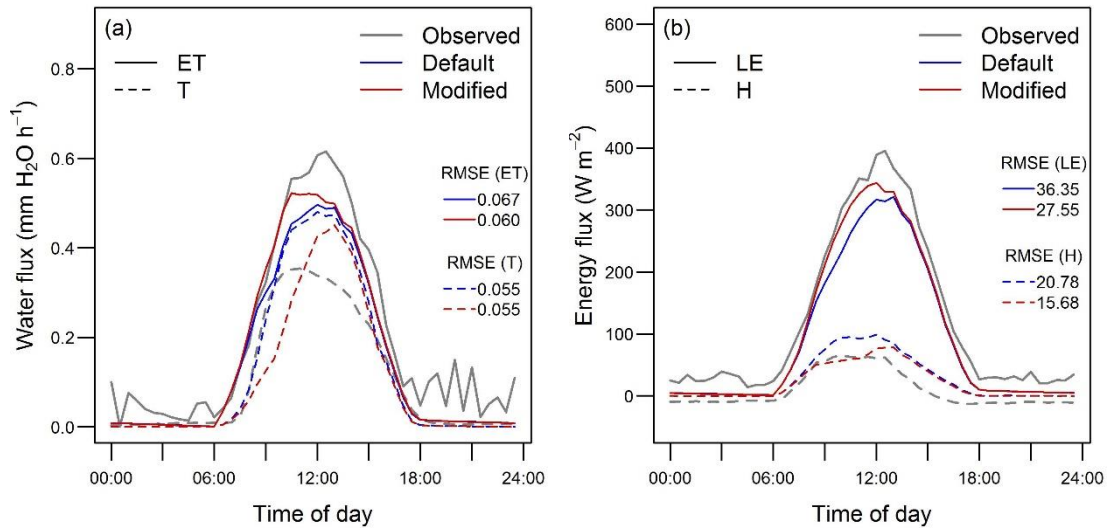 (a)
Observed
ET
Default
T
Modified
0.8
0.6
0.4
0.2
0.0
Water flux (mm H₂O h⁻¹)
RMSE (ET)
0.067
0.060
RMSE (T)
0.055
0.055
00:00 06:00 12:00 18:00 24:00
Time of day
(b)
Observed
LE
Default
H
Modified
600
500
400
300
200
100
0
Energy flux (W m⁻²)
RMSE (LE)
36.35
27.55
RMSE (H)
20.78
15.68
00:00 06:00 12:00 18:00 24:00
Time of day